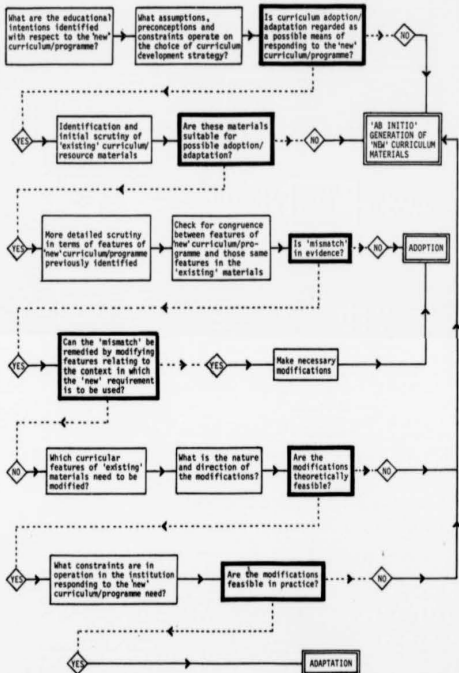 What are the educational
intentions identified
with respect to the 'new'
curriculum/programme?
What assumptions,
preconceptions and
constraints operate on
the choice of curriculum
development strategy?
Is curriculum adoption/
adaptation regarded as
a possible means of
responding to the 'new'
curriculum/programme?
NO
YES
Identification and
initial scrutiny of
'existing' curriculum/
resource materials
Are these materials
suitable for
possible adoption/
adaptation?
NO
'AB INITIO'
GENERATION OF
'NEW' CURRICULUM
MATERIALS
YES
More detailed scrutiny
in terms of features of
'new' curriculum/programme
previously identified
Check for congruence
between features of
'new' curriculum/pro-
gramme and those same
features in the
'existing' materials
Is 'mismatch'
in evidence?
NO
ADOPTION
YES
Can the 'mismatch' be
remedied by modifying
features relating to
the context in which
the 'new' requirement
is to be used?
YES
Make necessary
modifications
NO
Which curricular
features of 'existing'
materials need to be
modified?
What is the nature
and direction of
the modifications?
Are the
modifications
theoretically
feasible?
NO
YES
What constraints are in
operation in the institution
responding to the 'new'
curriculum/programme need?
Are the modifications
feasible in practice?
NO
YES
ADAPTATION